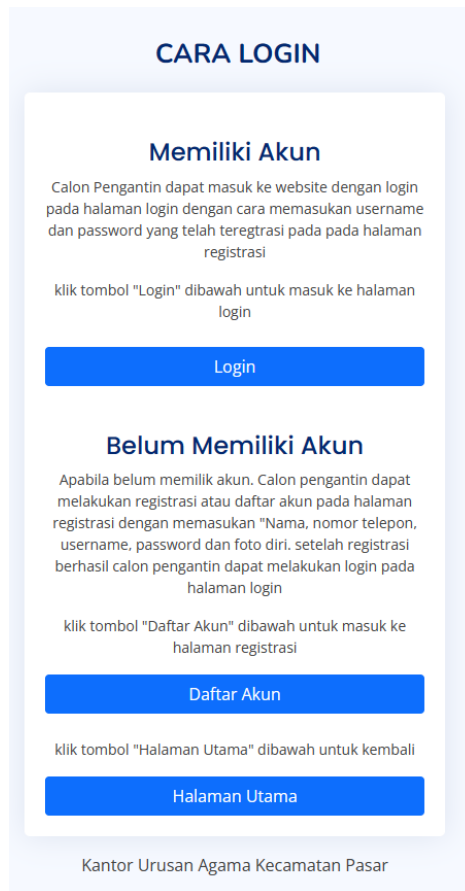 CARA LOGIN
Memiliki Akun
Calon Pengantin dapat masuk ke website dengan login
pada halaman login dengan cara memasukan username
dan password yang telah teregtrasi pada pada halaman
registrasi
klik tombol "Login" dibawah untuk masuk ke halaman
login
Login
Belum Memiliki Akun
Apabila belum memilik akun. Calon pengantin dapat
melakukan registrasi atau daftar akun pada halaman
registrasi dengan memasukan "Nama, nomor telepon,
username, password dan foto diri. setelah registrasi
berhasil calon pengantin dapat melakukan login pada
halaman login
klik tombol "Daftar Akun" dibawah untuk masuk ke
halaman registrasi
Daftar Akun
klik tombol "Halaman Utama" dibawah untuk kembali
Halaman Utama
Kantor Urusan Agama Kecamatan Pasar